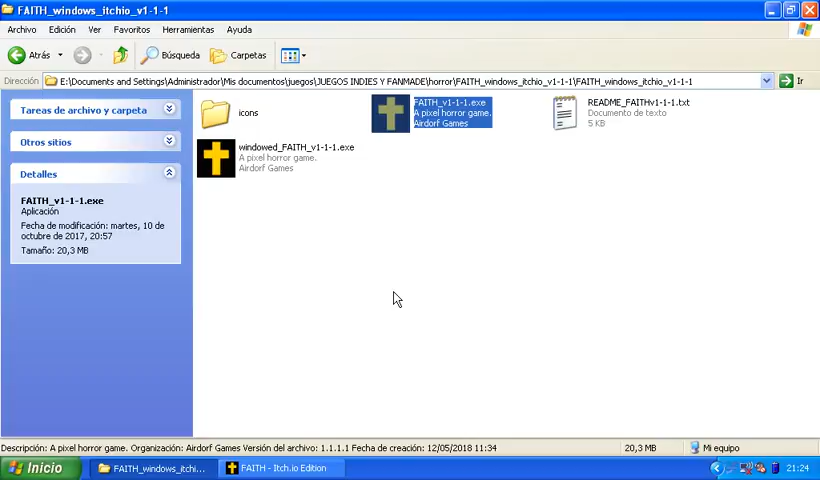 FAITH_windows_itchio_v1-1-1
Archivo Edición Ver Favoritos Herramientas Ayuda
Atrás Búsqueda Carpetas
Dirección E:\Documents and Settings\Administrador\Mis documentos\juegos\JUEGOS INDIES Y FANMADE\horror\FAITH_windows_itchio_v1-1-1\FAITH_windows_itchio_v1-1-1 Ir
Tareas de archivo y carpeta
Otros sitios
Detalles
FAITH_v1-1-1.exe
Aplicación
Fecha de modificación: martes, 10 de
octubre de 2017, 20:57
Tamaño: 20,3 MB
icons
FAITH_v1-1-1.exe
A pixel horror game.
Airdorf Games
README_FAITHv1-1-1.txt
Documento de texto
5 KB
windowed_FAITH_v1-1-1.exe
A pixel horror game.
Airdorf Games
Descripción: A pixel horror game. Organización: Airdorf Games Versión del archivo: 1.1.1.1 Fecha de creación: 12/05/2018 11:34 20,3 MB Mi equipo
Inicio FAITH_windows_itchi... FAITH - Itch.io Edition 21:24